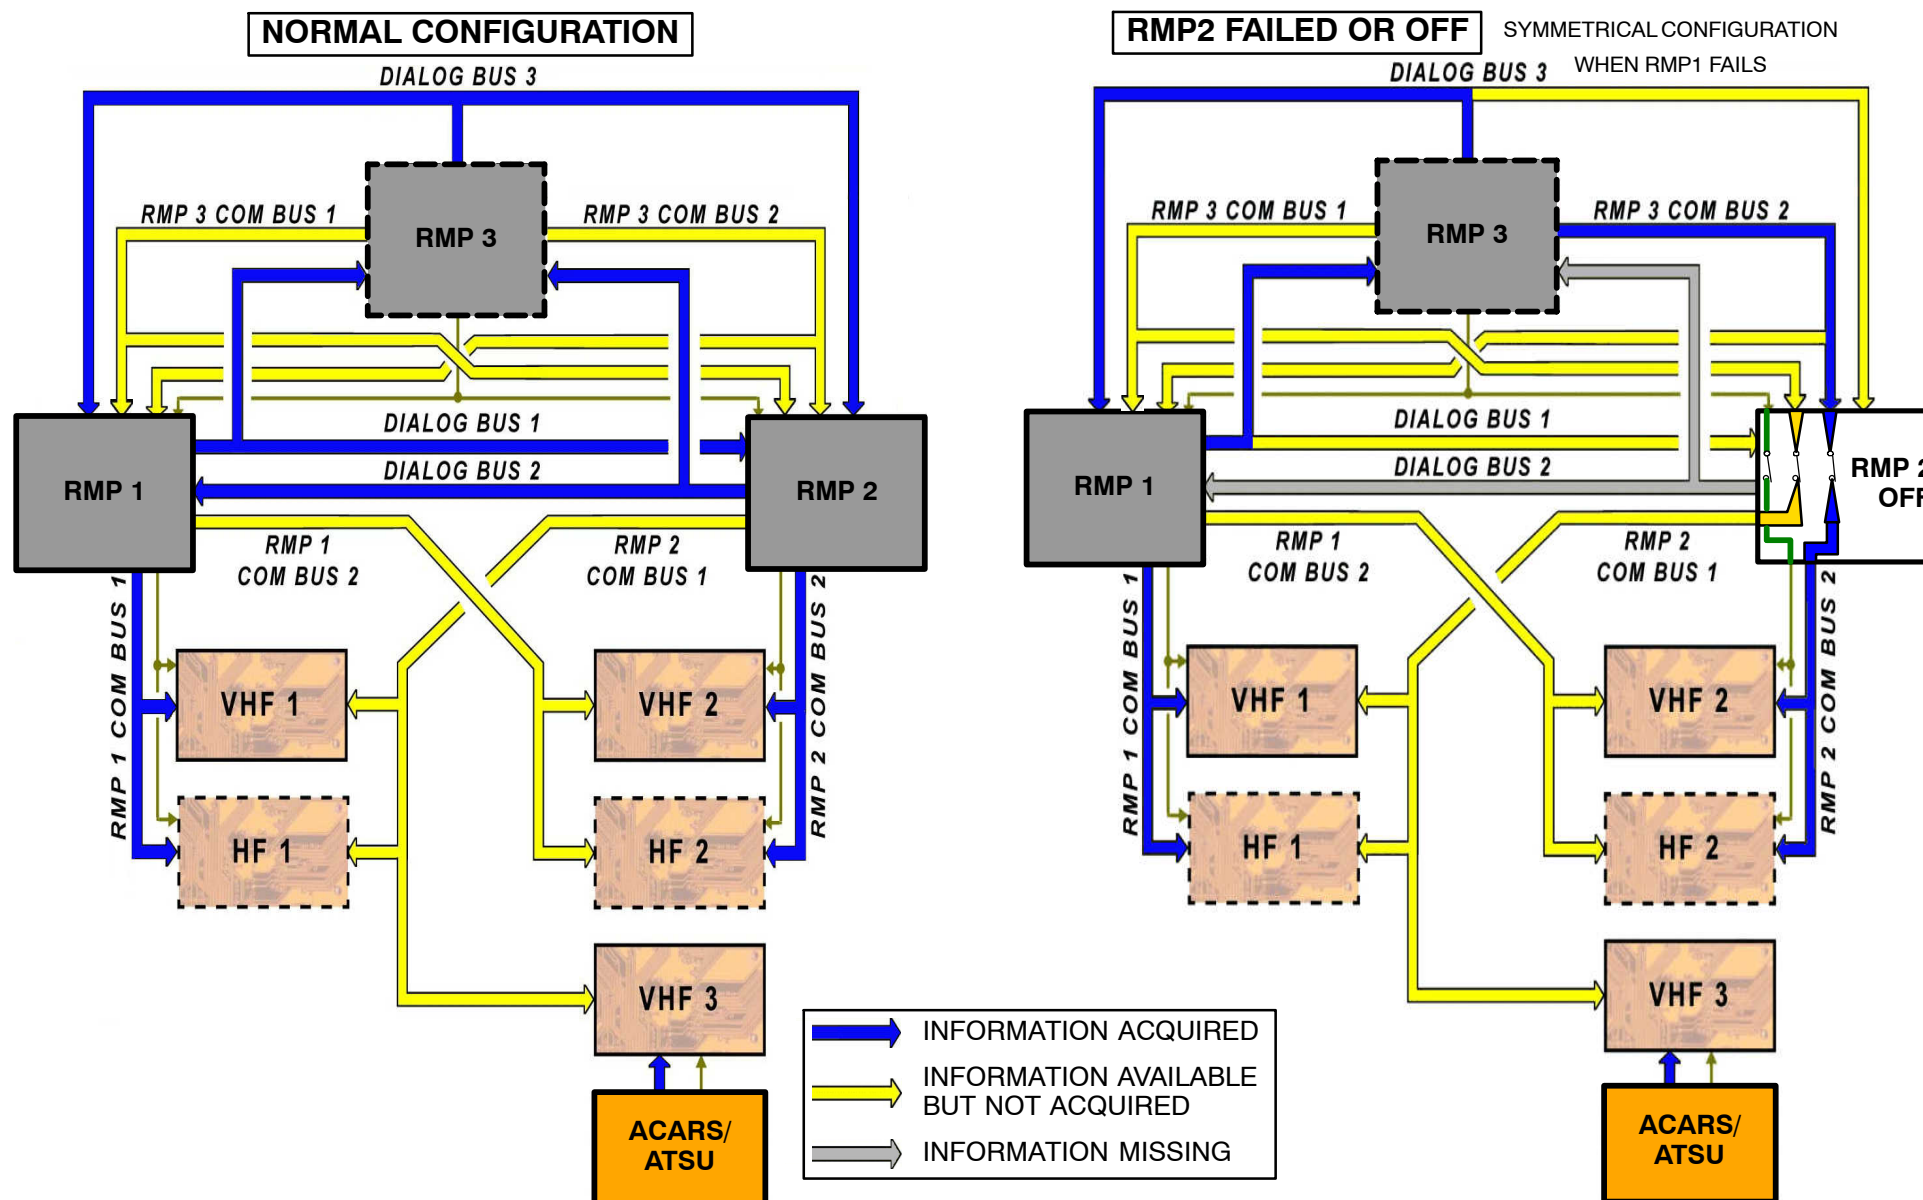 NORMAL CONFIGURATION
DIALOG BUS 3
RMP 3 COM BUS 1
RMP 3 COM BUS 2
RMP 3
DIALOG BUS 1
DIALOG BUS 2
RMP 1
RMP 2
RMP 1
COM BUS 2
RMP 2
COM BUS 1
RMP 1 COM BUS 1
RMP 2 COM BUS 2
VHF 1
VHF 2
HF 1
HF 2
VHF 3
ACARS/
ATSU
INFORMATION ACQUIRED
INFORMATION AVAILABLE
BUT NOT ACQUIRED
INFORMATION MISSING
RMP2 FAILED OR OFF
SYMMETRICAL CONFIGURATION
WHEN RMP1 FAILS
DIALOG BUS 3
RMP 3 COM BUS 1
RMP 3 COM BUS 2
RMP 3
DIALOG BUS 1
DIALOG BUS 2
RMP 1
RMP 2
OFF
RMP 1
COM BUS 2
RMP 2
COM BUS 1
RMP 1 COM BUS 1
RMP 2 COM BUS 2
VHF 1
VHF 2
HF 1
HF 2
VHF 3
ACARS/
ATSU